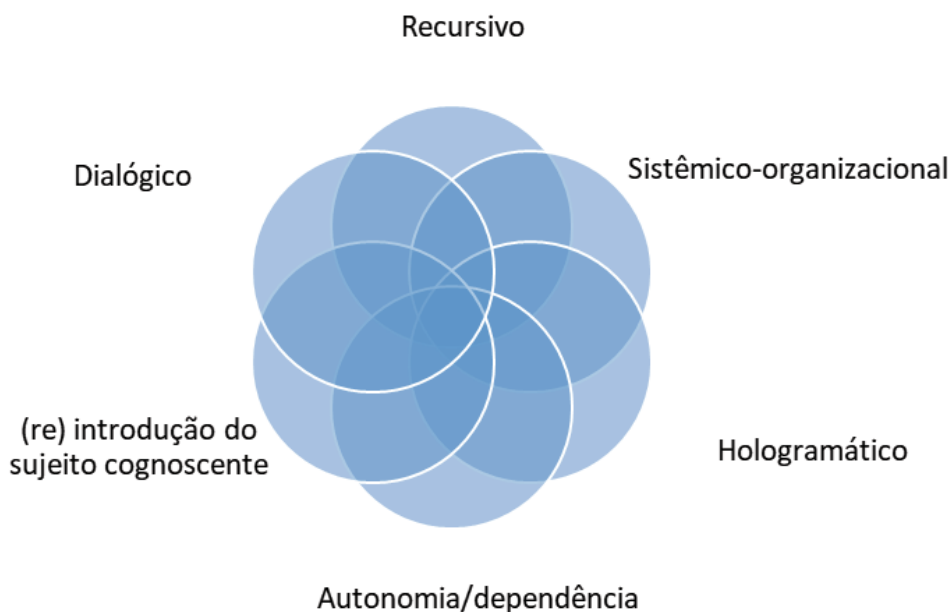 Recursivo
Sistêmico-organizacional
Dialógico
(re) introdução do
sujeito cognoscente
Hologramático
Autonomia/dependência